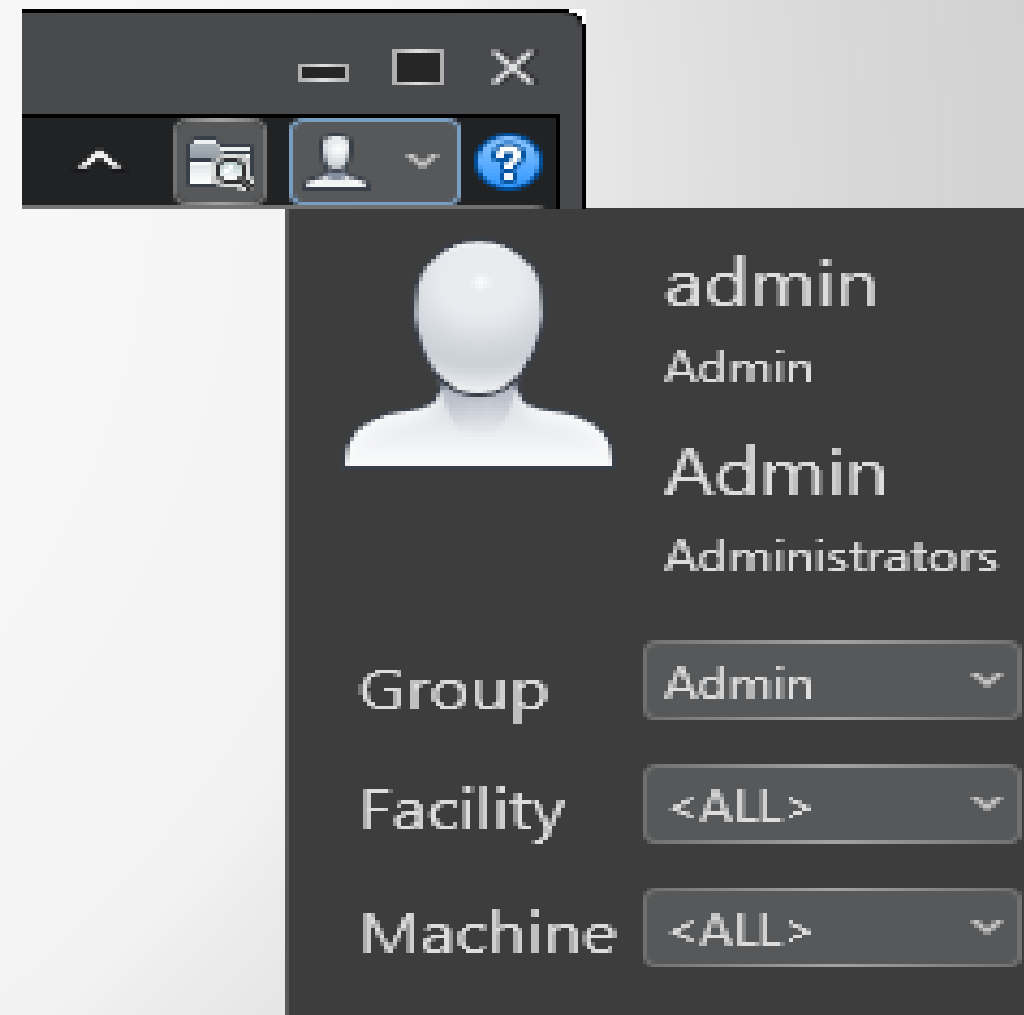 admin
Admin
Admin
Administrators
Group Admin
Facility <ALL>
Machine <ALL>